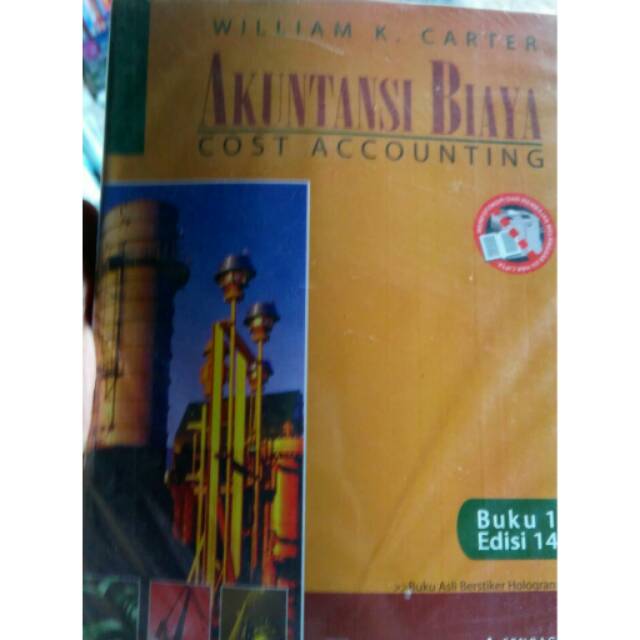 WILLIAM K. CARTER
AKUNTANSI BIAYA
COST ACCOUNTING
Buku 1
Edisi 14
>>Buku Asli Berstiker Hologram